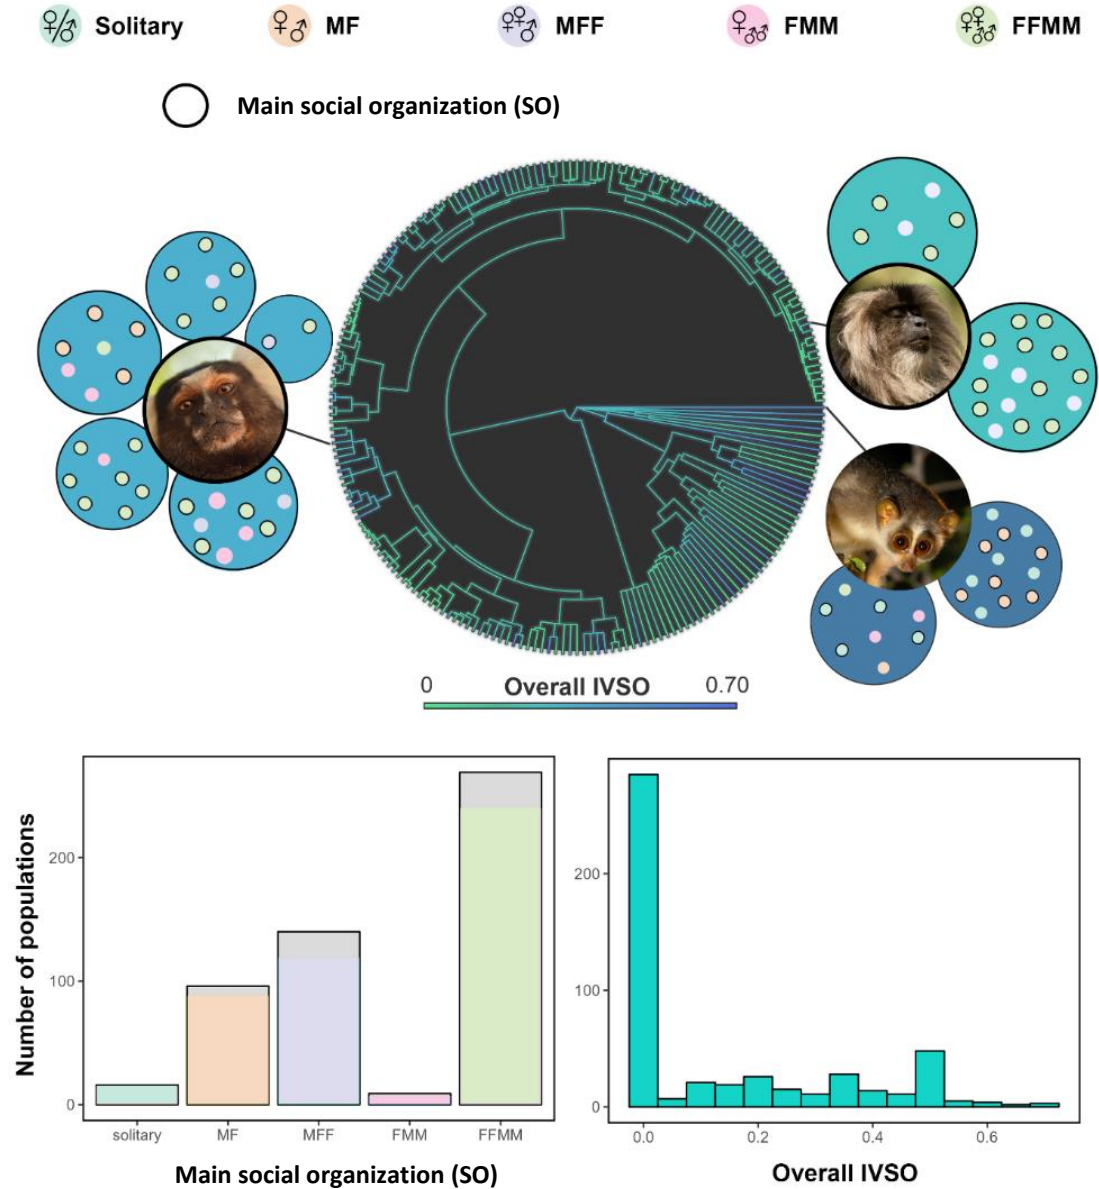 Solitary MF MFF FMM FFMM
Main social organization (SO)
0 Overall IVSO 0.70
Number of populations
200
100
0
solitary MF MFF FMM FFMM
Main social organization (SO)
200
100
0
0.0 0.2 0.4 0.6
Overall IVSO